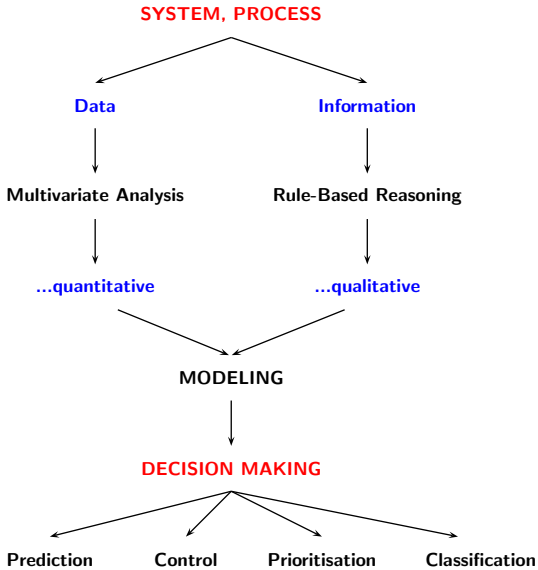 SYSTEM, PROCESS
Data
Information
Multivariate Analysis
Rule-Based Reasoning
...quantitative
...qualitative
MODELING
DECISION MAKING
Prediction
Control
Prioritisation
Classification